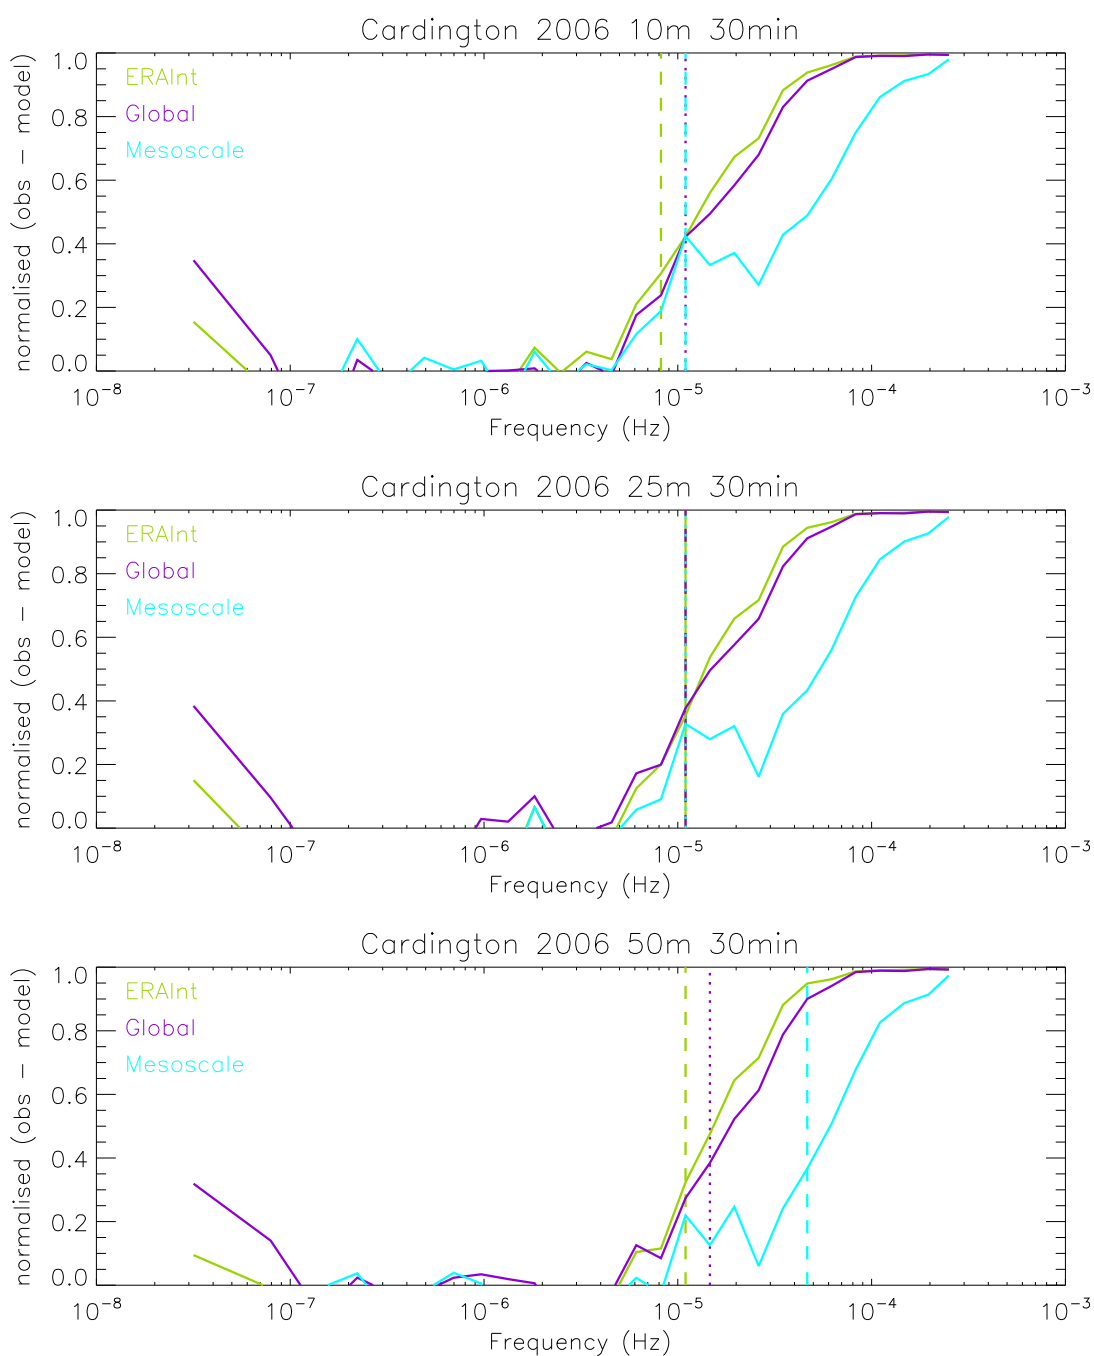 Cardington 2006 10m 30min
normalised (obs – model)
1.0
0.8
0.6
0.4
0.2
0.0
ERAInt
Global
Mesoscale
10⁻⁸ 10⁻⁷ 10⁻⁶ 10⁻⁵ 10⁻⁴ 10⁻³
Frequency (Hz)
Cardington 2006 25m 30min
normalised (obs – model)
1.0
0.8
0.6
0.4
0.2
0.0
ERAInt
Global
Mesoscale
10⁻⁸ 10⁻⁷ 10⁻⁶ 10⁻⁵ 10⁻⁴ 10⁻³
Frequency (Hz)
Cardington 2006 50m 30min
normalised (obs – model)
1.0
0.8
0.6
0.4
0.2
0.0
ERAInt
Global
Mesoscale
10⁻⁸ 10⁻⁷ 10⁻⁶ 10⁻⁵ 10⁻⁴ 10⁻³
Frequency (Hz)